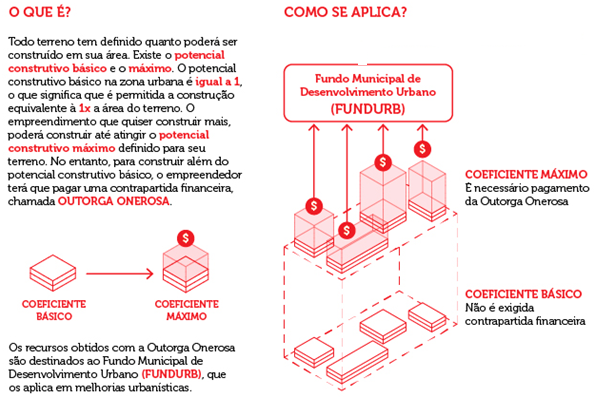 O QUE É?
Todo terreno tem definido quanto poderá ser
construído em sua área. Existe o potencial
construtivo básico e o máximo. O potencial
construtivo básico na zona urbana é igual a 1,
o que significa que é permitida a construção
equivalente à 1x a área do terreno. O
empreendimento que quiser construir mais,
poderá construir até atingir o potencial
construtivo máximo definido para seu
terreno. No entanto, para construir além do
potencial construtivo básico, o empreendedor
terá que pagar uma contrapartida financeira,
chamada OUTORGA ONEROSA.
$
COEFICIENTE
BÁSICO
COEFICIENTE
MÁXIMO
Os recursos obtidos com a Outorga Onerosa
são destinados ao Fundo Municipal de
Desenvolvimento Urbano (FUNDURB), que
os aplica em melhorias urbanísticas.
COMO SE APLICA?
Fundo Municipal de
Desenvolvimento Urbano
(FUNDURB)
$
$
$
$
COEFICIENTE MÁXIMO
É necessário pagamento
da Outorga Onerosa
COEFICIENTE BÁSICO
Não é exigida
contrapartida financeira